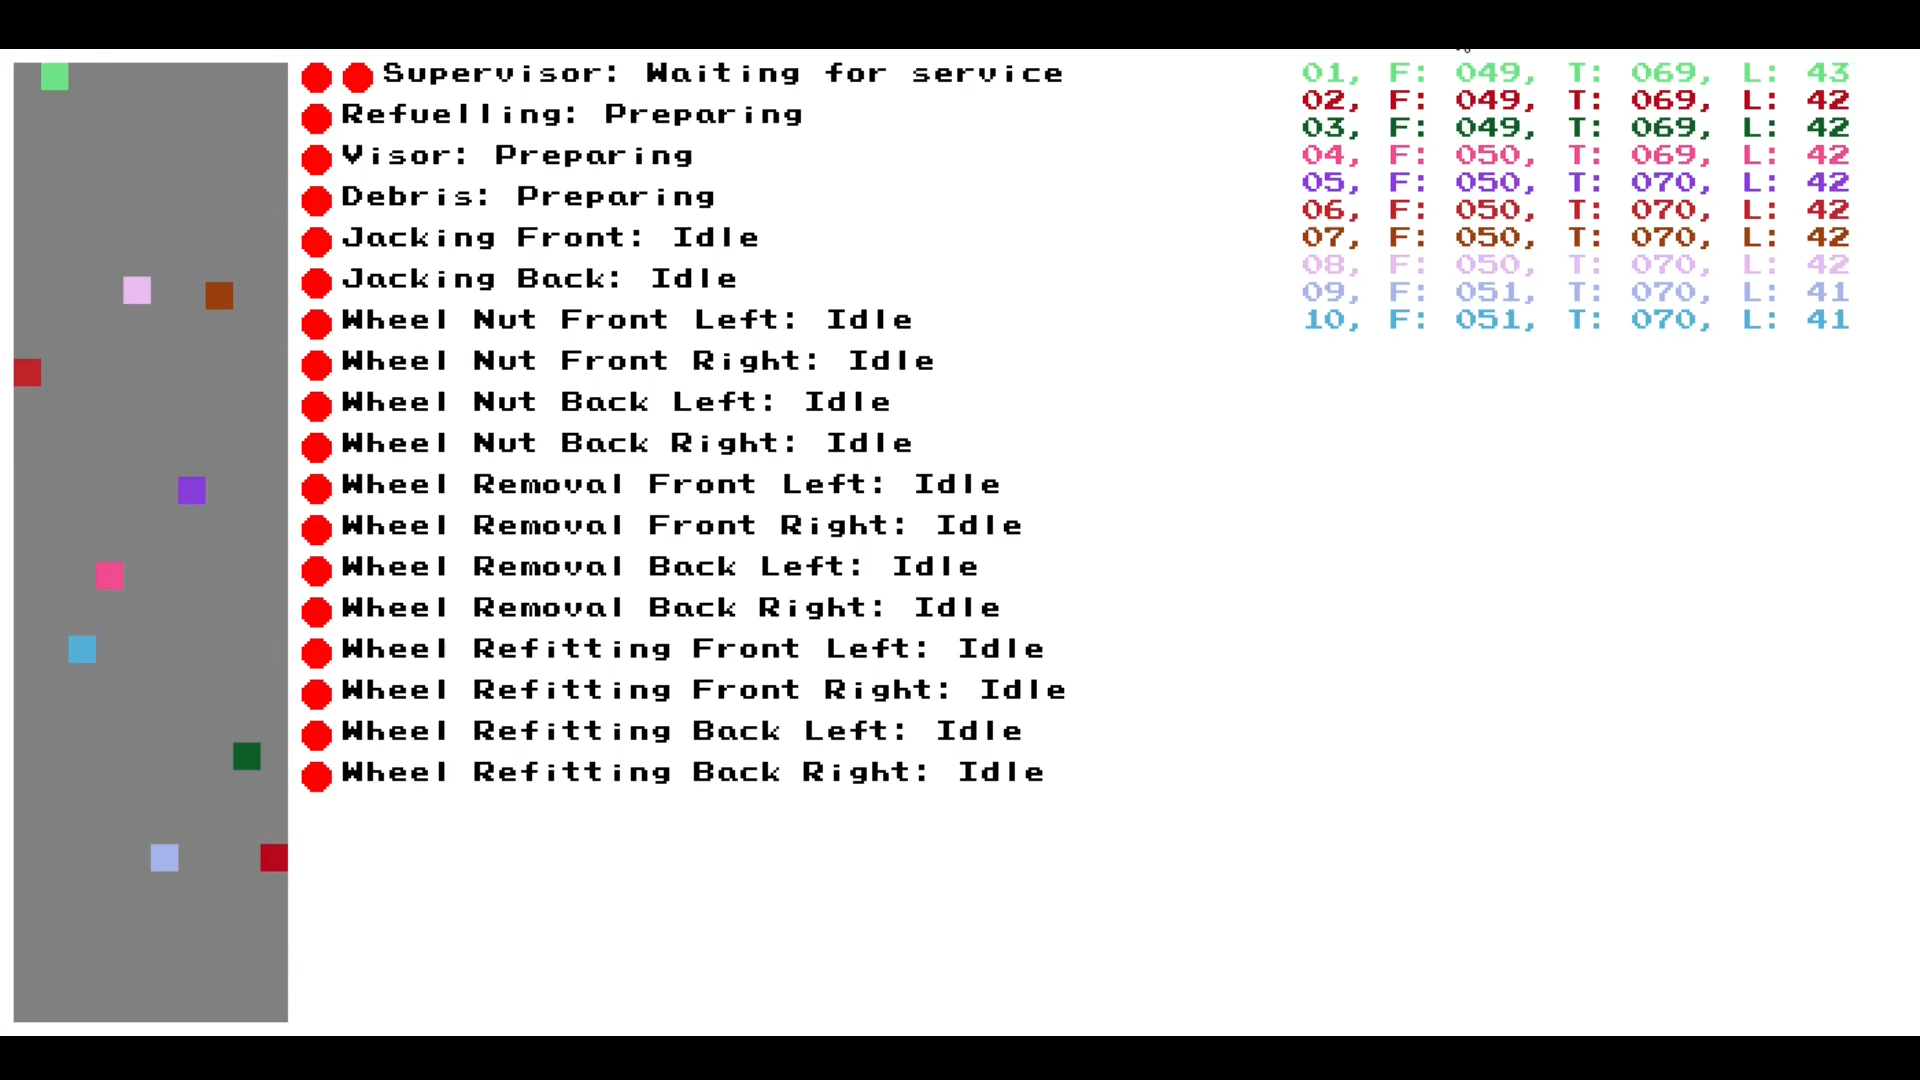 Supervisor: Waiting for service
Refuelling: Preparing
Visor: Preparing
Debris: Preparing
Jacking Front: Idle
Jacking Back: Idle
Wheel Nut Front Left: Idle
Wheel Nut Front Right: Idle
Wheel Nut Back Left: Idle
Wheel Nut Back Right: Idle
Wheel Removal Front Left: Idle
Wheel Removal Front Right: Idle
Wheel Removal Back Left: Idle
Wheel Removal Back Right: Idle
Wheel Refitting Front Left: Idle
Wheel Refitting Front Right: Idle
Wheel Refitting Back Left: Idle
Wheel Refitting Back Right: Idle
01, F: 049, T: 069, L: 43
02, F: 049, T: 069, L: 42
03, F: 049, T: 069, L: 42
04, F: 050, T: 069, L: 42
05, F: 050, T: 070, L: 42
06, F: 050, T: 070, L: 42
07, F: 050, T: 070, L: 42
08, F: 050, T: 070, L: 42
09, F: 051, T: 070, L: 41
10, F: 051, T: 070, L: 41